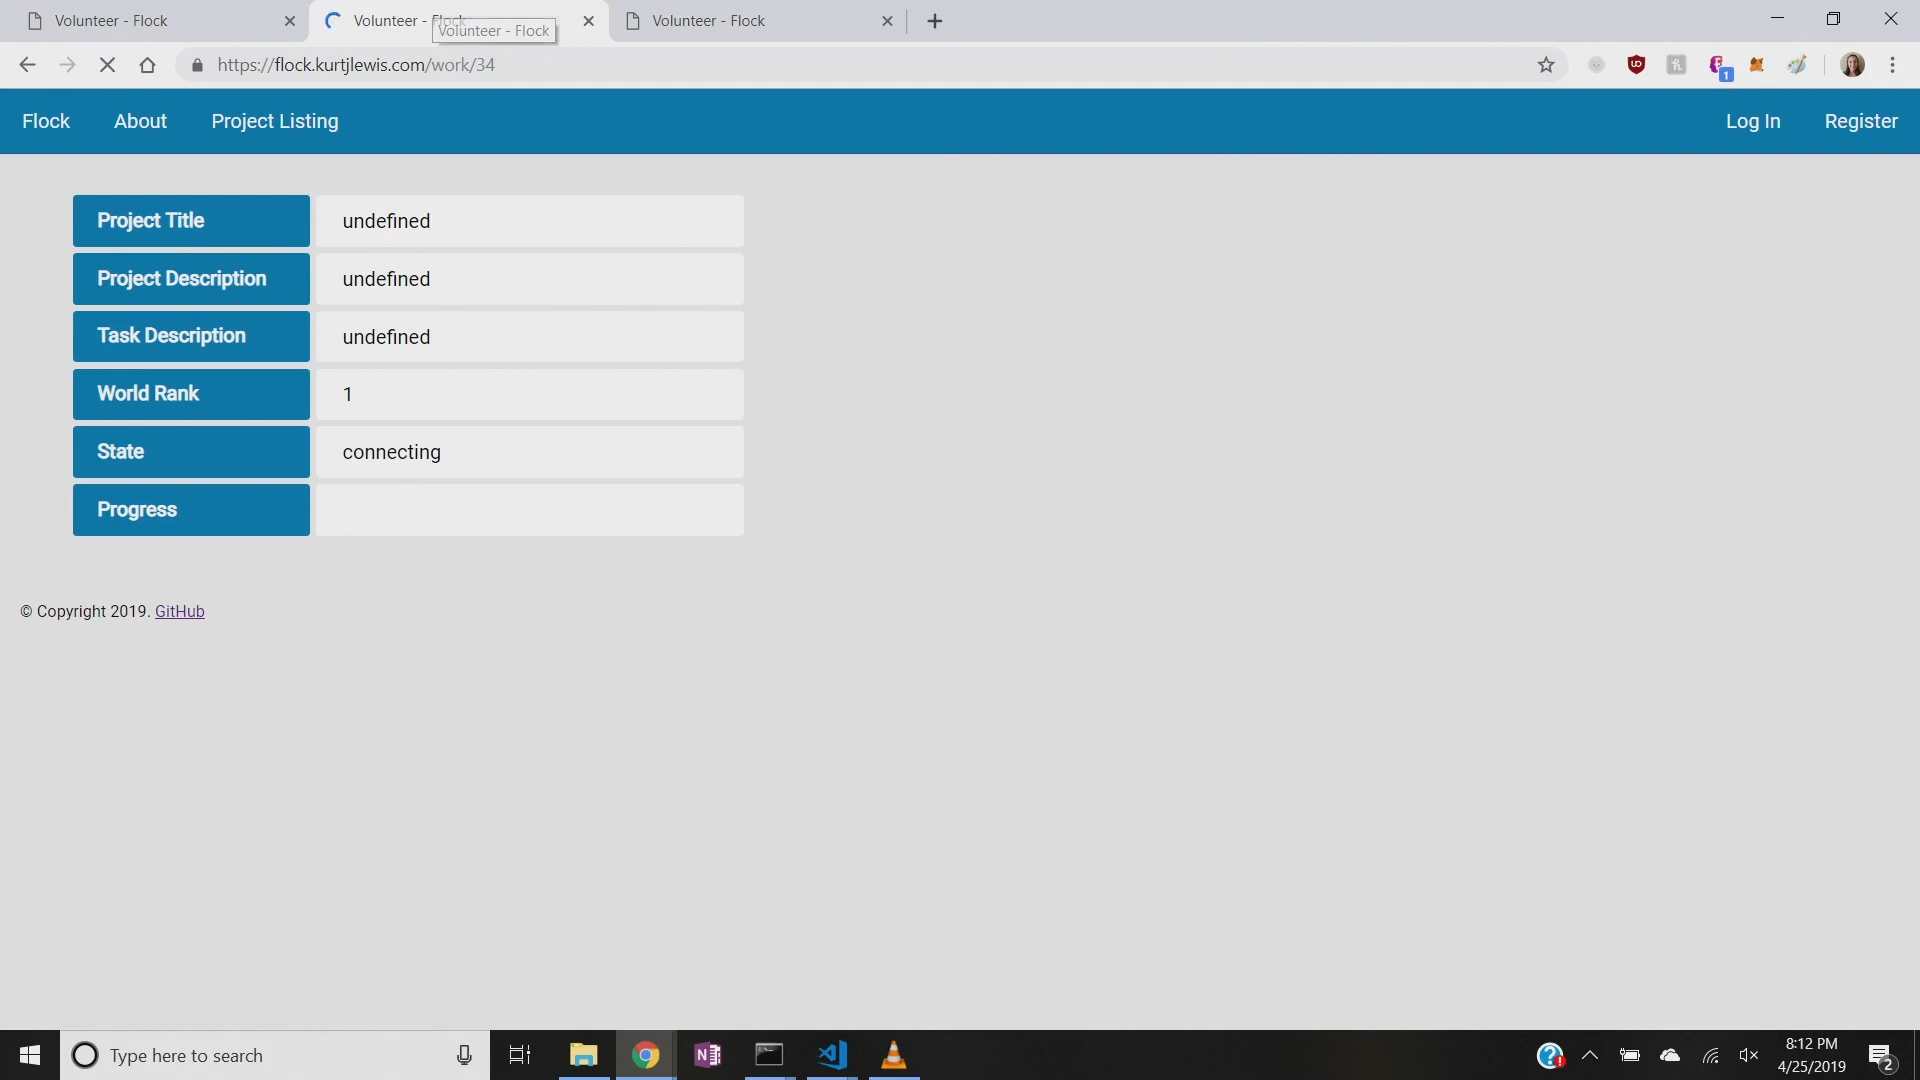 Volunteer - Flock
Volunteer - Flock
Volunteer - Flock
Volunteer - Flock
https://flock.kurtjlewis.com/work/34
1
Flock About Project Listing Log In Register
Project Title undefined
Project Description undefined
Task Description undefined
World Rank 1
State connecting
Progress
© Copyright 2019. GitHub
Type here to search
8:12 PM
4/25/2019
2